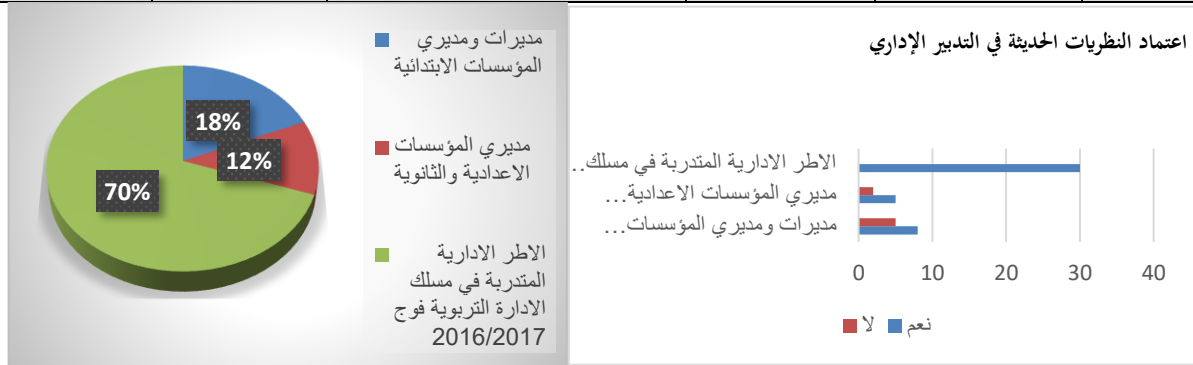 اعتماد النظريات الحديثة في التدبير الإداري
الاطر الادارية المتدربة في مسلك...
مديري المؤسسات الاعدادية...
مديرات ومديري المؤسسات...
0 10 20 30 40
نعم لا
مديرات ومديري
المؤسسات الابتدائية
مديري المؤسسات
الاعدادية والثانوية
الاطر الادارية
المتدربة في مسلك
الادارة التربوية فوج
2016/2017
18%
12%
70%